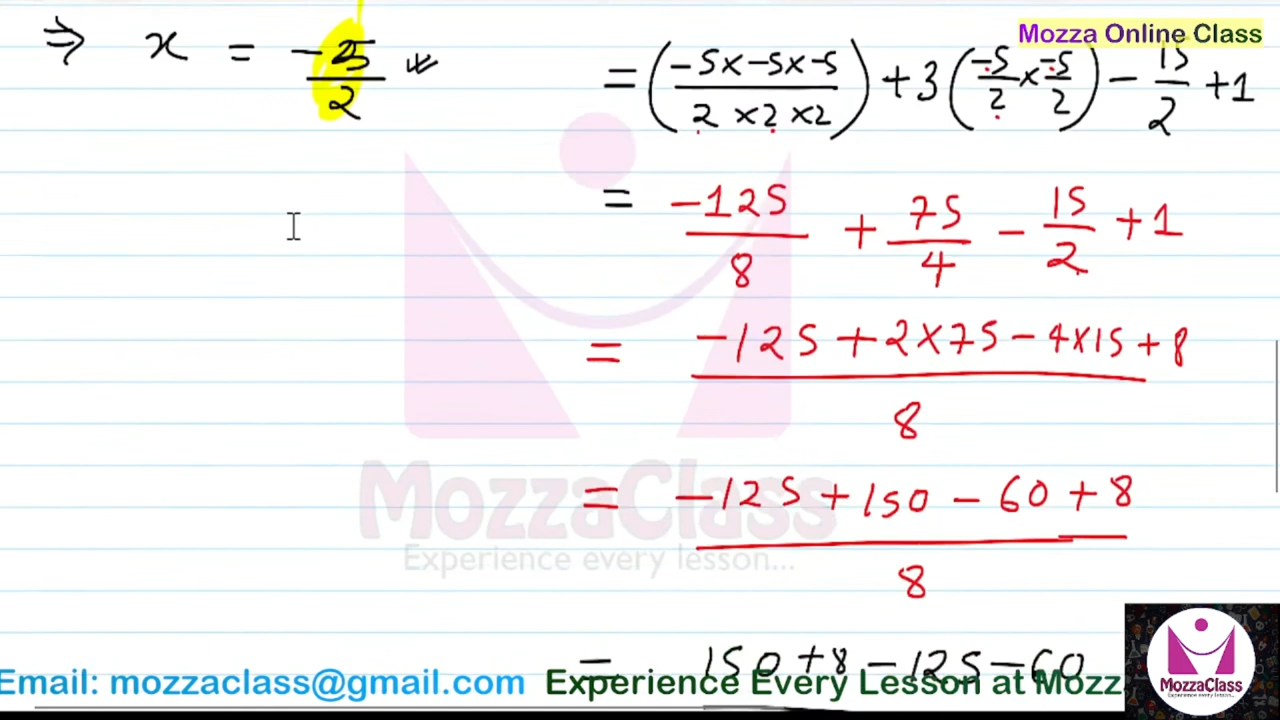 Mozza Online Class
⇒ x = -5/2
= (-5×-5×-5 / 2×2×2) + 3(-5/2 × -5/2) - 15/2 + 1
= -125/8 + 75/4 - 15/2 + 1
= -125 + 2×75 - 4×15 + 8 / 8
= -125 + 150 - 60 + 8 / 8
= 150 + 8 - 125 - 60
MozzaClass
Experience every lesson...
MozzaClass
Email: mozzaclass@gmail.com Experience Every Lesson at Mozz